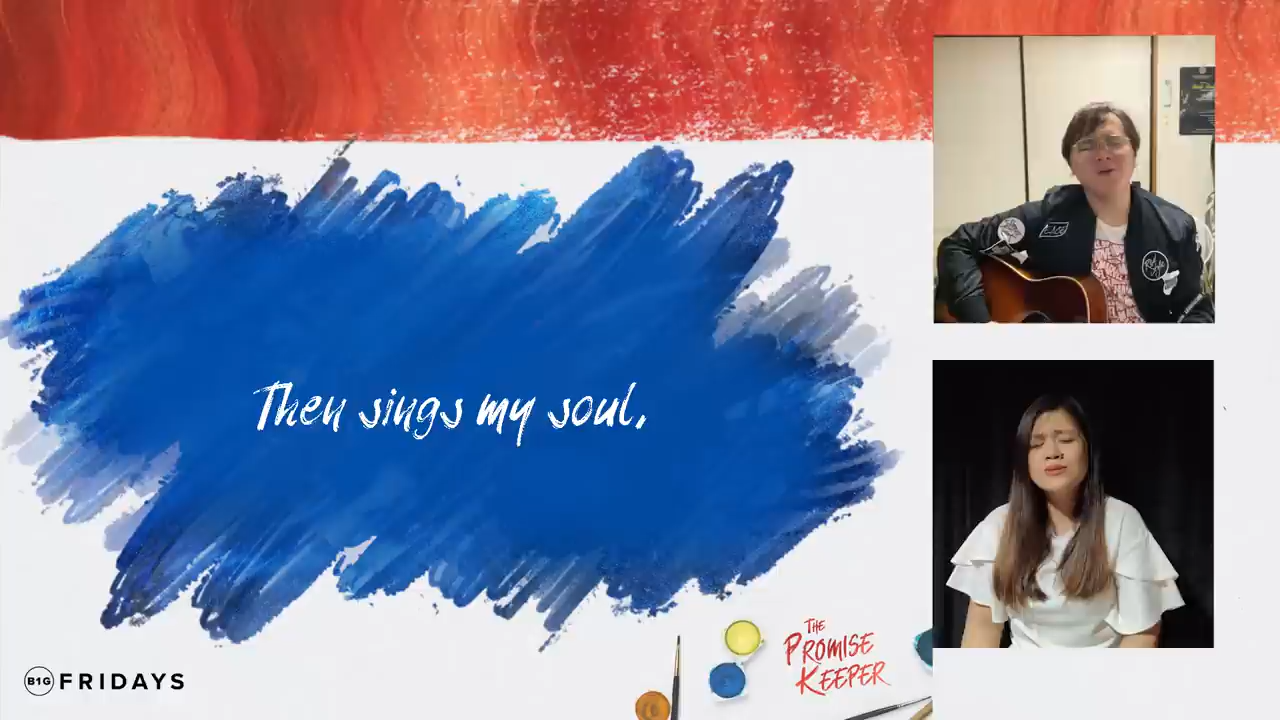 Then sings my soul,
B1G FRIDAYS
THE
PROMISE
KEEPER